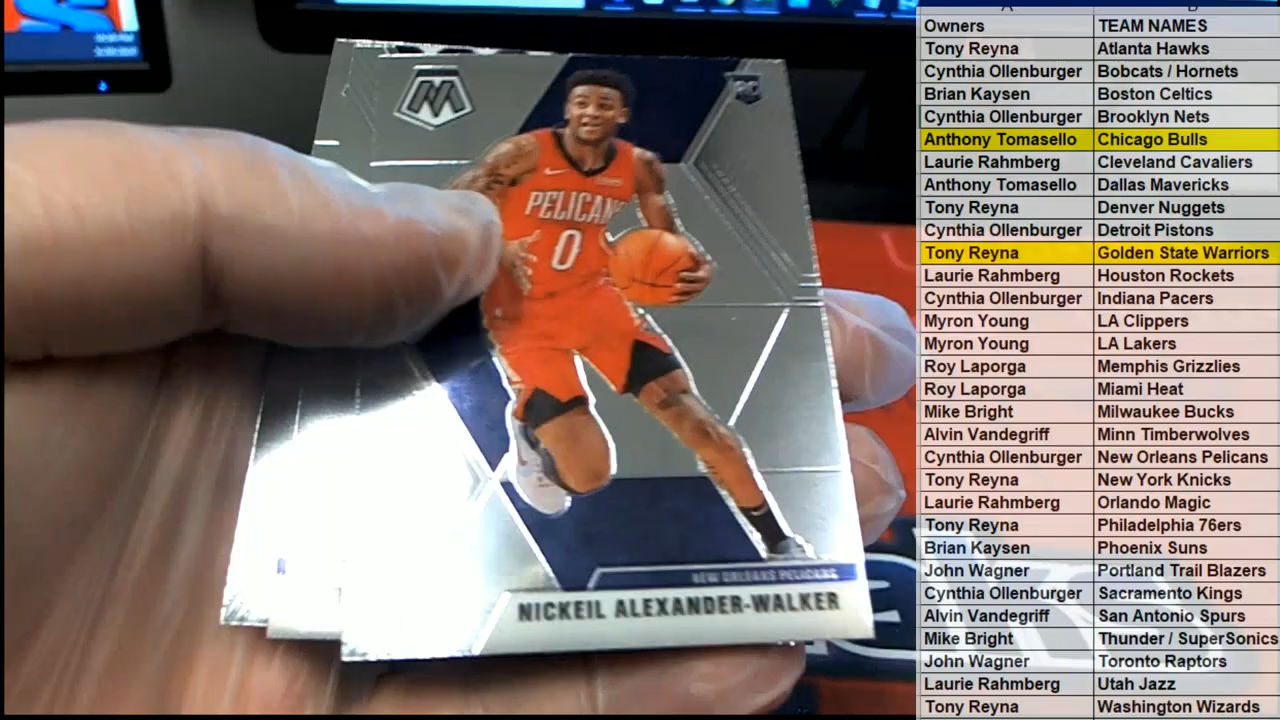 RC
PELICANS
0
NEW ORLEANS PELICANS
NICKEIL ALEXANDER-WALKER
Owners TEAM NAMES
Tony Reyna Atlanta Hawks
Cynthia Ollenburger Bobcats / Hornets
Brian Kaysen Boston Celtics
Cynthia Ollenburger Brooklyn Nets
Anthony Tomasello Chicago Bulls
Laurie Rahmberg Cleveland Cavaliers
Anthony Tomasello Dallas Mavericks
Tony Reyna Denver Nuggets
Cynthia Ollenburger Detroit Pistons
Tony Reyna Golden State Warriors
Laurie Rahmberg Houston Rockets
Cynthia Ollenburger Indiana Pacers
Myron Young LA Clippers
Myron Young LA Lakers
Roy Laporga Memphis Grizzlies
Roy Laporga Miami Heat
Mike Bright Milwaukee Bucks
Alvin Vandegriff Minn Timberwolves
Cynthia Ollenburger New Orleans Pelicans
Tony Reyna New York Knicks
Laurie Rahmberg Orlando Magic
Tony Reyna Philadelphia 76ers
Brian Kaysen Phoenix Suns
John Wagner Portland Trail Blazers
Cynthia Ollenburger Sacramento Kings
Alvin Vandegriff San Antonio Spurs
Mike Bright Thunder / SuperSonics
John Wagner Toronto Raptors
Laurie Rahmberg Utah Jazz
Tony Reyna Washington Wizards